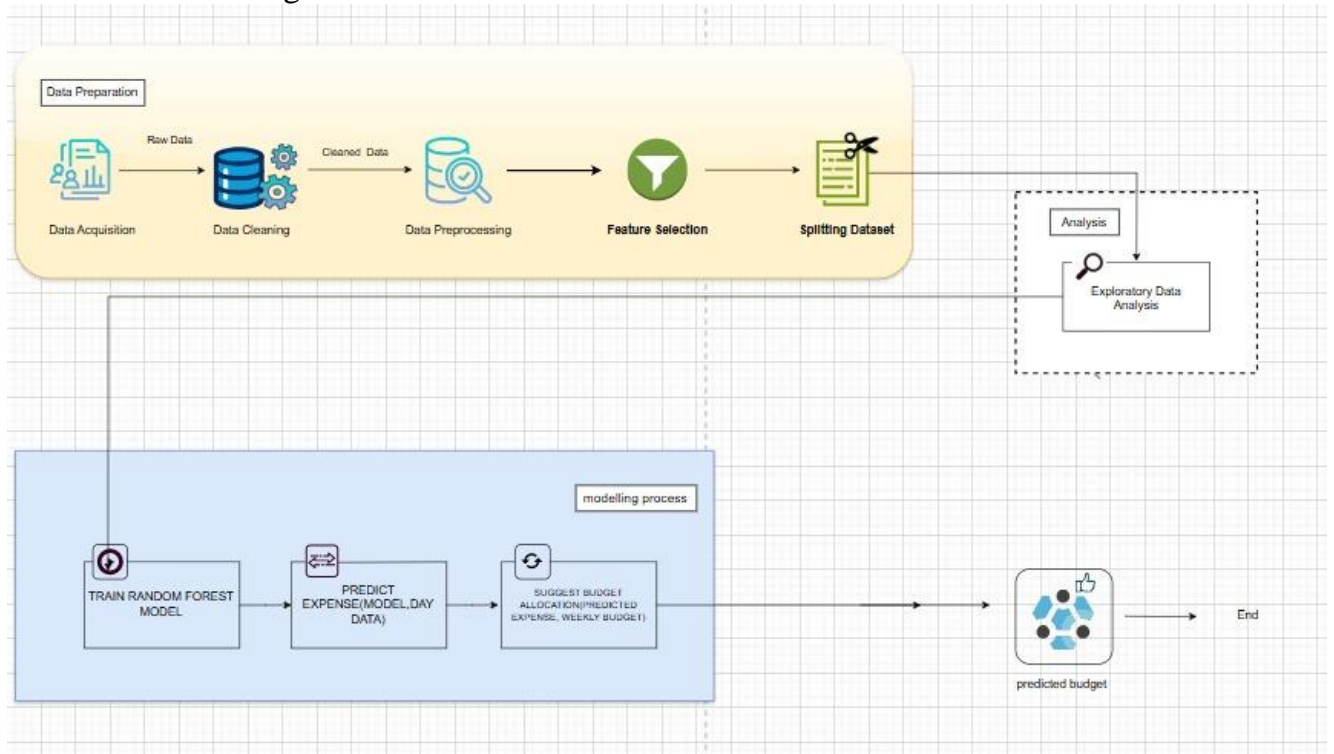 Data Preparation
Raw Data
Cleaned Data
Data Acquisition
Data Cleaning
Data Preprocessing
Feature Selection
Splitting Dataset
Analysis
Exploratory Data
Analysis
modelling process
TRAIN RANDOM FOREST
MODEL
PREDICT
EXPENSE(MODEL,DAY
DATA)
SUGGEST BUDGET
ALLOCATION(PREDICTED
EXPENSE, WEEKLY BUDGET)
End
predicted budget